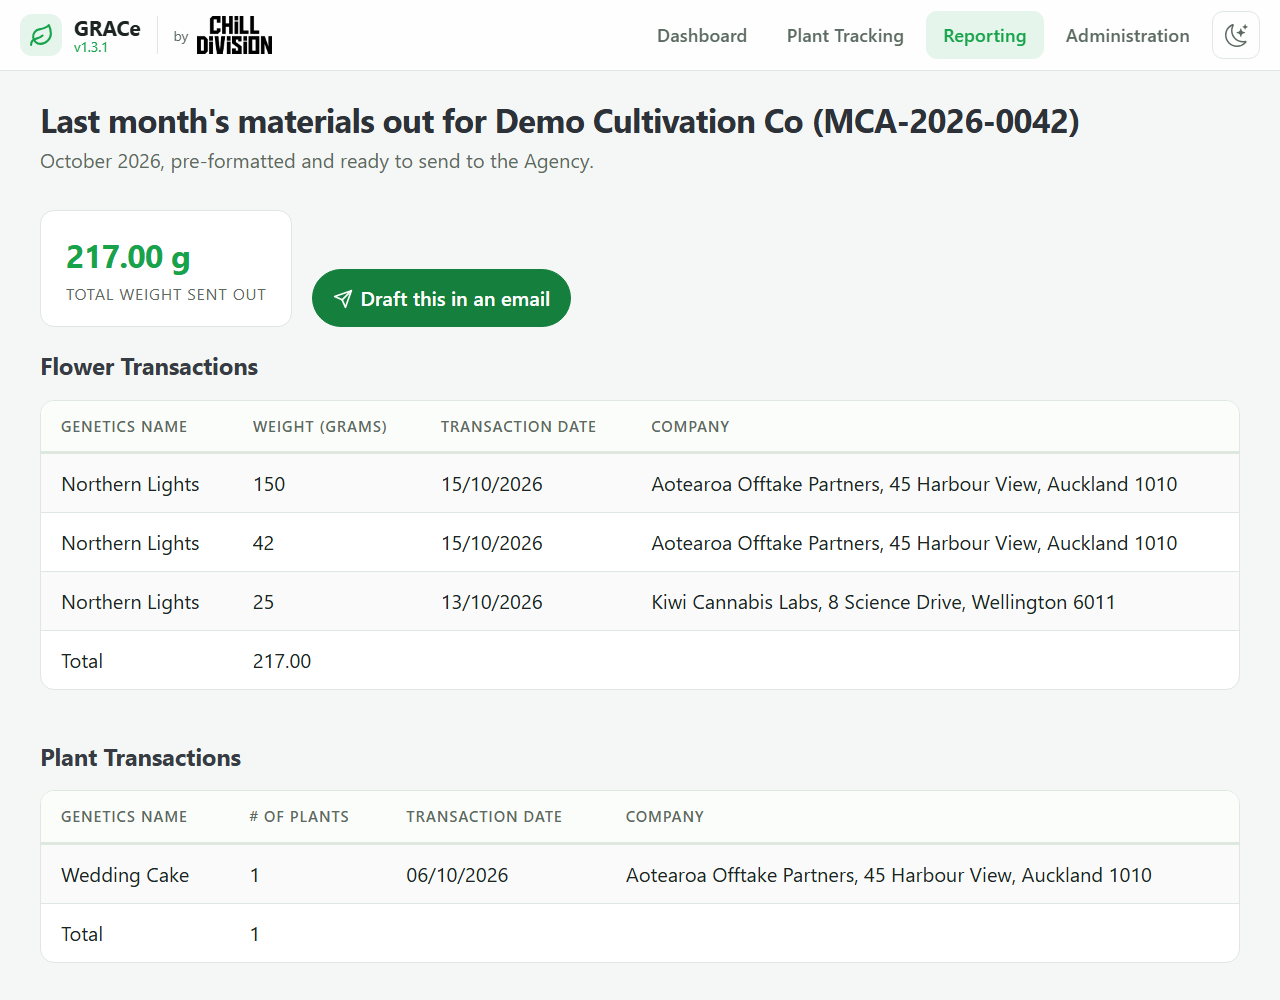 GRACe
v1.3.1
by
CHiLL DiViSiON
Dashboard
Plant Tracking
Reporting
Administration
Last month's materials out for Demo Cultivation Co (MCA-2026-0042)
October 2026, pre-formatted and ready to send to the Agency.
217.00 g
TOTAL WEIGHT SENT OUT
Draft this in an email
Flower Transactions
GENETICS NAME WEIGHT (GRAMS) TRANSACTION DATE COMPANY
Northern Lights 150 15/10/2026 Aotearoa Offtake Partners, 45 Harbour View, Auckland 1010
Northern Lights 42 15/10/2026 Aotearoa Offtake Partners, 45 Harbour View, Auckland 1010
Northern Lights 25 13/10/2026 Kiwi Cannabis Labs, 8 Science Drive, Wellington 6011
Total 217.00
Plant Transactions
GENETICS NAME # OF PLANTS TRANSACTION DATE COMPANY
Wedding Cake 1 06/10/2026 Aotearoa Offtake Partners, 45 Harbour View, Auckland 1010
Total 1